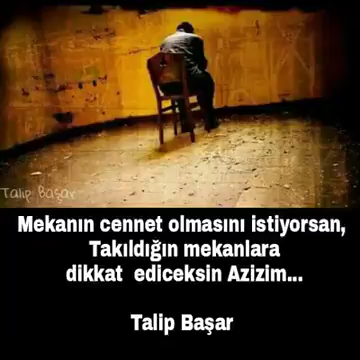 Talip Başar
Mekanın cennet olmasını istiyorsan,
Takıldığın mekanlara
dikkat ediceksin Azizim...
Talip Başar